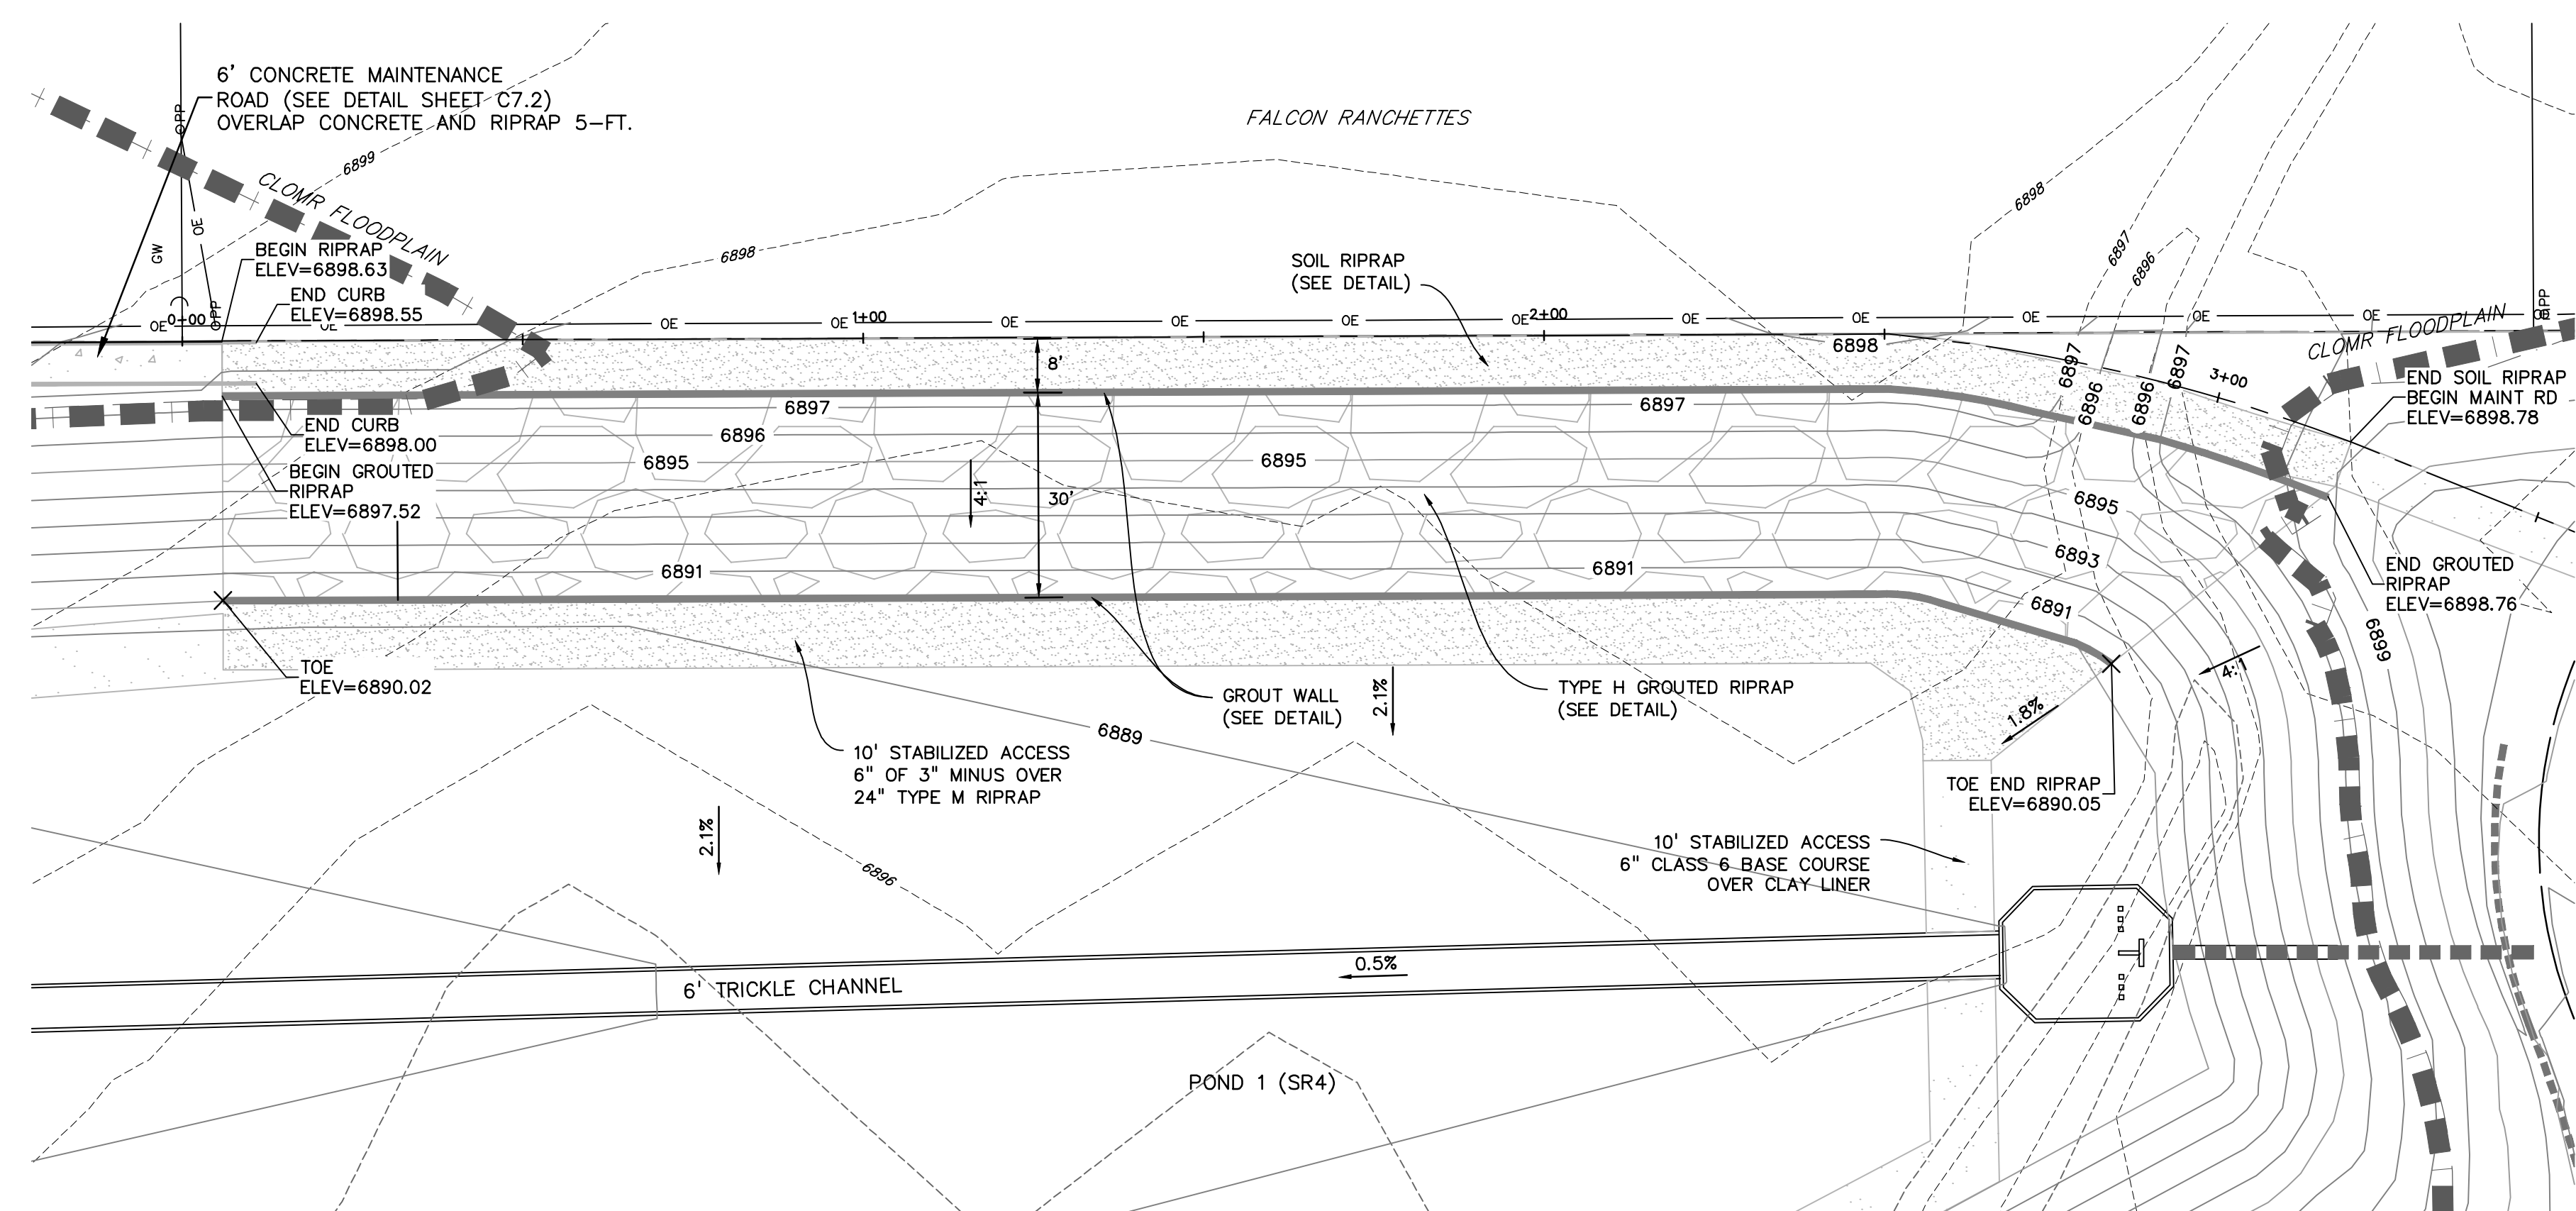 6' CONCRETE MAINTENANCE
ROAD (SEE DETAIL SHEET C7.2)
OVERLAP CONCRETE AND RIPRAP 5-FT.
FALCON RANCHETTES
OPP
6899
CLOMR FLOODPLAIN
OE
GW
BEGIN RIPRAP
ELEV=6898.63
END CURB
ELEV=6898.55
OPP
6898
SOIL RIPRAP
(SEE DETAIL)
6898
6897
6896
OPP
CLOMR FLOODPLAIN
OE 0+00 OE OE OE 1+00 OE OE OE OE 2+00 OE OE OE OE OE OE
6898
8'
6897
6896
6896
6897
3+00
END SOIL RIPRAP
BEGIN MAINT RD
ELEV=6898.78
END CURB
ELEV=6898.00
BEGIN GROUTED
RIPRAP
ELEV=6897.52
6897
6897
6896
6895
6895
4:1
30'
6895
6893
6891
6891
6891
END GROUTED
RIPRAP
ELEV=6898.76
6899
4:1
TOE
ELEV=6890.02
GROUT WALL
(SEE DETAIL)
2.1%
TYPE H GROUTED RIPRAP
(SEE DETAIL)
1.8%
6889
10' STABILIZED ACCESS
6" OF 3" MINUS OVER
24" TYPE M RIPRAP
TOE END RIPRAP
ELEV=6890.05
2.1%
6896
10' STABILIZED ACCESS
6" CLASS 6 BASE COURSE
OVER CLAY LINER
0.5%
6' TRICKLE CHANNEL
POND 1 (SR4)